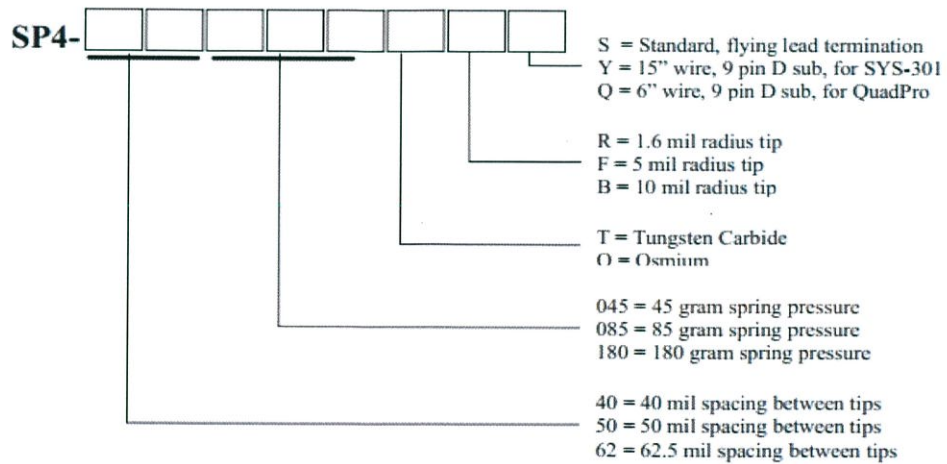 SP4-
S = Standard, flying lead termination
Y = 15” wire, 9 pin D sub, for SYS-301
Q = 6” wire, 9 pin D sub, for QuadPro
R = 1.6 mil radius tip
F = 5 mil radius tip
B = 10 mil radius tip
T = Tungsten Carbide
O = Osmium
045 = 45 gram spring pressure
085 = 85 gram spring pressure
180 = 180 gram spring pressure
40 = 40 mil spacing between tips
50 = 50 mil spacing between tips
62 = 62.5 mil spacing between tips